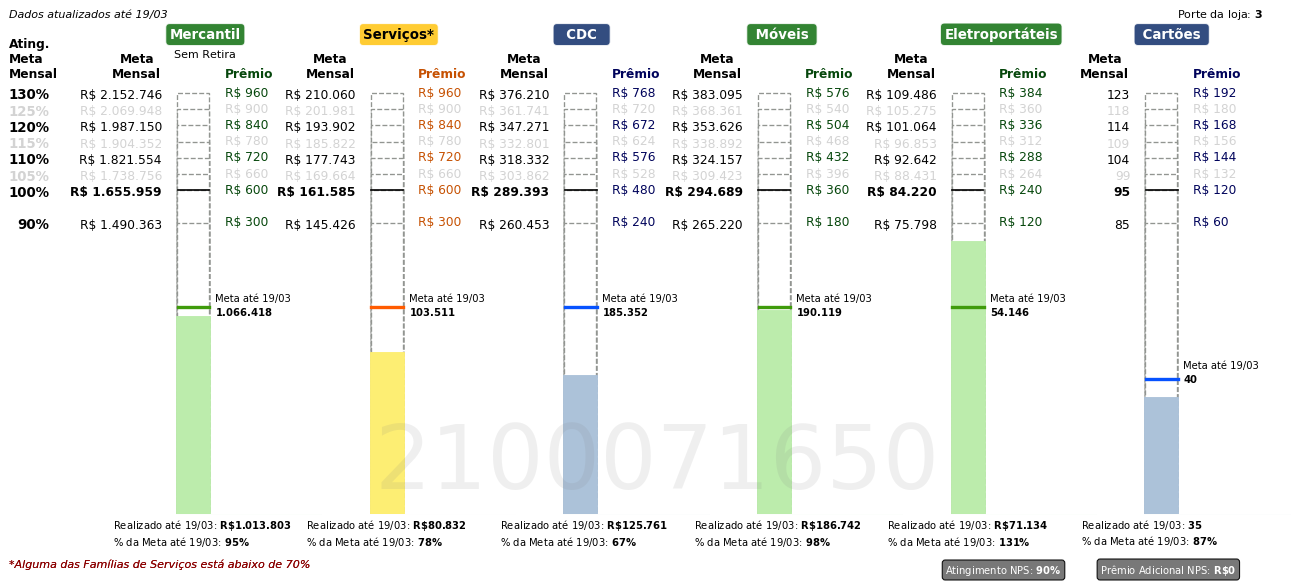 Dados atualizados até 19/03 Porte da loja: 3
Mercantil Serviços* CDC Móveis Eletroportáteis Cartões
Sem Retira
Ating. Meta Mensal Meta Mensal Prêmio Meta Mensal Prêmio Meta Mensal Prêmio Meta Mensal Prêmio Meta Mensal Prêmio Meta Mensal Prêmio
130% R$ 2.152.746 R$ 960 R$ 210.060 R$ 960 R$ 376.210 R$ 768 R$ 383.095 R$ 576 R$ 109.486 R$ 384 123 R$ 192
125% R$ 2.069.948 R$ 900 R$ 201.981 R$ 900 R$ 361.741 R$ 720 R$ 368.361 R$ 540 R$ 105.275 R$ 360 118 R$ 180
120% R$ 1.987.150 R$ 840 R$ 193.902 R$ 840 R$ 347.271 R$ 672 R$ 353.626 R$ 504 R$ 101.064 R$ 336 114 R$ 168
115% R$ 1.904.352 R$ 780 R$ 185.822 R$ 780 R$ 332.801 R$ 624 R$ 338.892 R$ 468 R$ 96.853 R$ 312 109 R$ 156
110% R$ 1.821.554 R$ 720 R$ 177.743 R$ 720 R$ 318.332 R$ 576 R$ 324.157 R$ 432 R$ 92.642 R$ 288 104 R$ 144
105% R$ 1.738.756 R$ 660 R$ 169.664 R$ 660 R$ 303.862 R$ 528 R$ 309.423 R$ 396 R$ 88.431 R$ 264 99 R$ 132
100% R$ 1.655.959 R$ 600 R$ 161.585 R$ 600 R$ 289.393 R$ 480 R$ 294.689 R$ 360 R$ 84.220 R$ 240 95 R$ 120
90% R$ 1.490.363 R$ 300 R$ 145.426 R$ 300 R$ 260.453 R$ 240 R$ 265.220 R$ 180 R$ 75.798 R$ 120 85 R$ 60
Meta até 19/03 Meta até 19/03 Meta até 19/03 Meta até 19/03 Meta até 19/03
1.066.418 103.511 185.352 190.119 54.146
Meta até 19/03
40
2100071650
Realizado até 19/03: R$1.013.803 Realizado até 19/03: R$80.832 Realizado até 19/03: R$125.761 Realizado até 19/03: R$186.742 Realizado até 19/03: R$71.134 Realizado até 19/03: 35
% da Meta até 19/03: 95% % da Meta até 19/03: 78% % da Meta até 19/03: 67% % da Meta até 19/03: 98% % da Meta até 19/03: 131% % da Meta até 19/03: 87%
*Alguma das Famílias de Serviços está abaixo de 70% Atingimento NPS: 90% Prêmio Adicional NPS: R$0